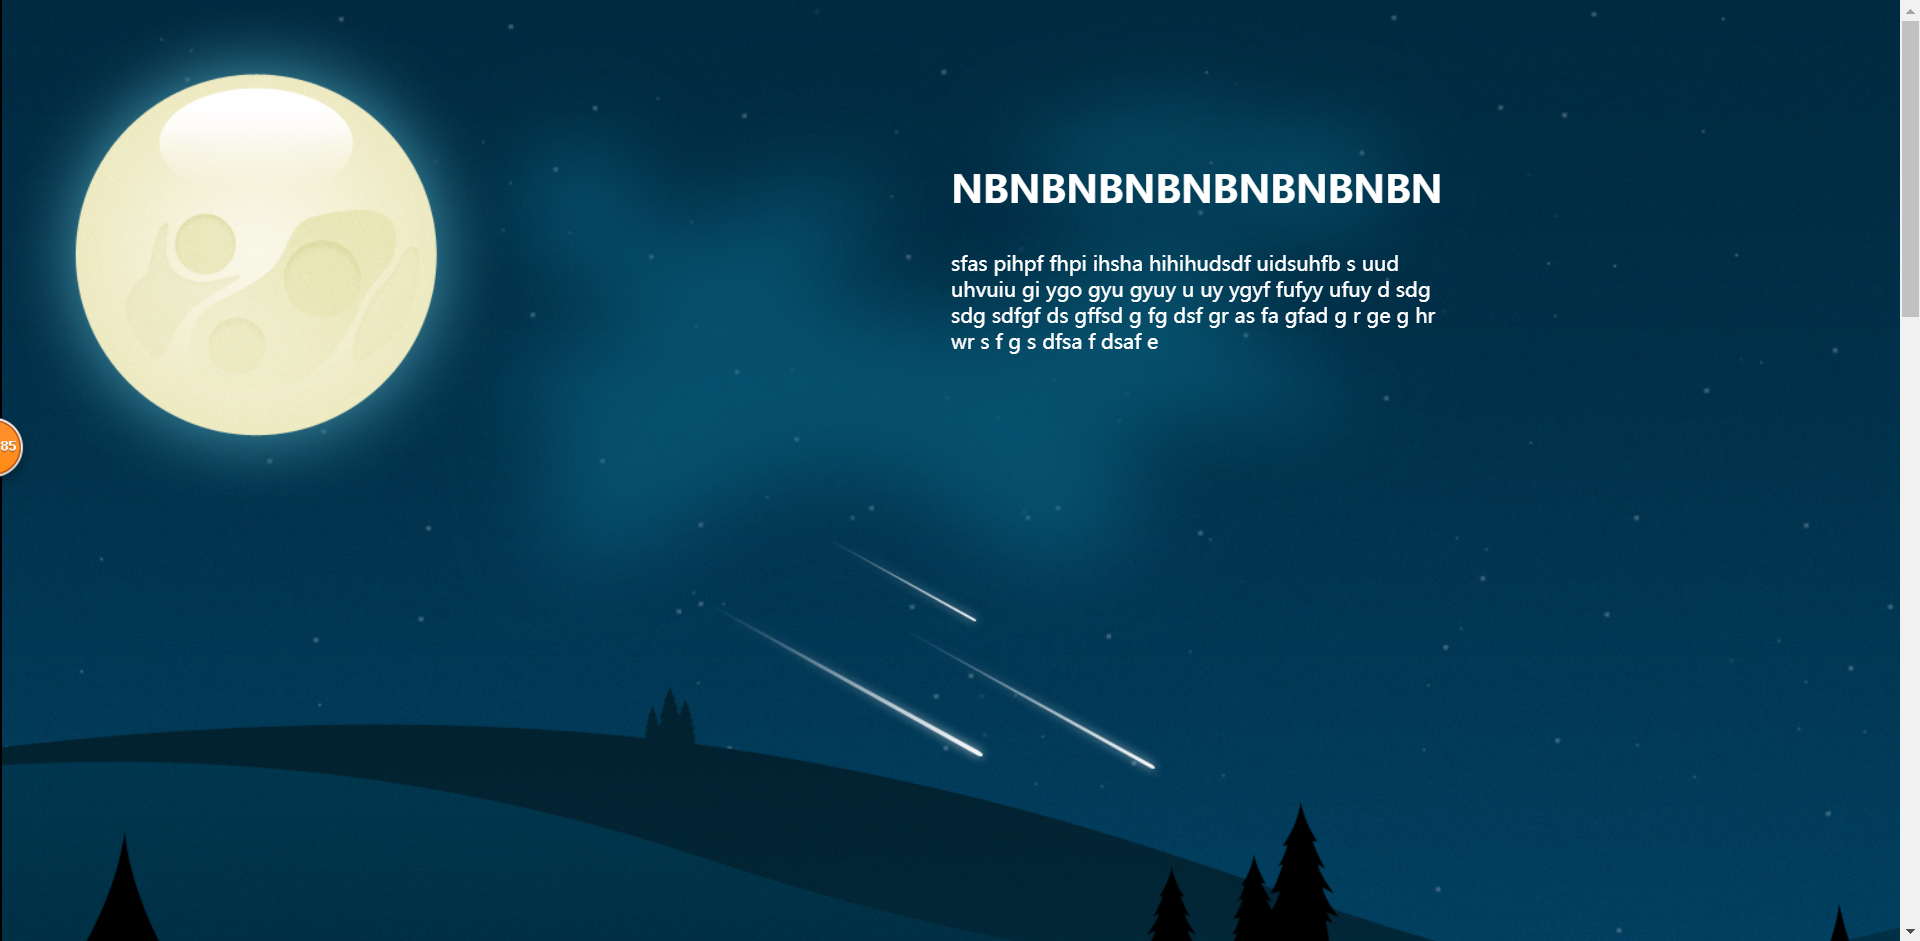 NBNBNBNBNBNBNBNBN
sfas pihpf fhpi ihsha hihihudsdf uidsuhfb s uud
uhvuiu gi ygo gyu gyuy u uy ygyf fufyy ufuy d sdg
sdg sdfgf ds gffsd g fg dsf gr as fa gfad g r ge g hr
wr s f g s dfsa f dsaf e
85